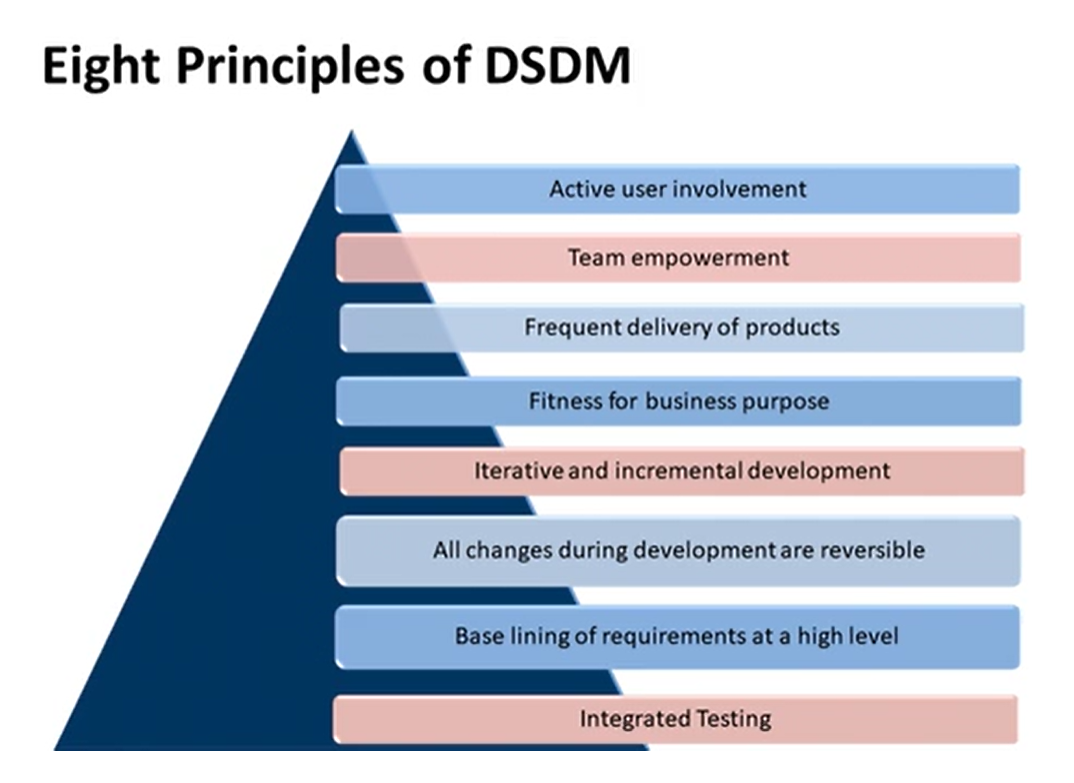 Eight Principles of DSDM
Active user involvement
Team empowerment
Frequent delivery of products
Fitness for business purpose
Iterative and incremental development
All changes during development are reversible
Base lining of requirements at a high level
Integrated Testing